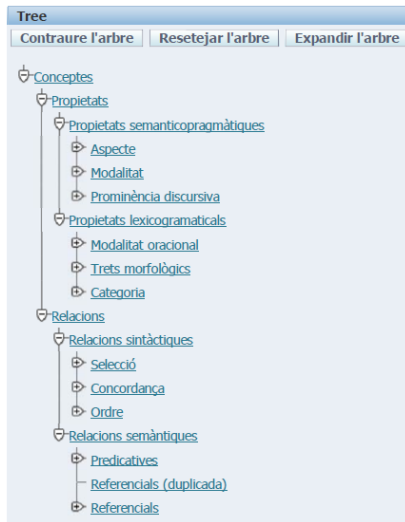 Tree
Contraure l'arbre Resetejar l'arbre Expandir l'arbre
Conceptes
Propietats
Propietats semanticopragmàtiques
Aspecte
Modalitat
Prominència discursiva
Propietats lexicogramaticals
Modalitat oracional
Trets morfològics
Categoria
Relacions
Relacions sintàctiques
Selecció
Concordança
Ordre
Relacions semàntiques
Predicatives
Referencials (duplicada)
Referencials